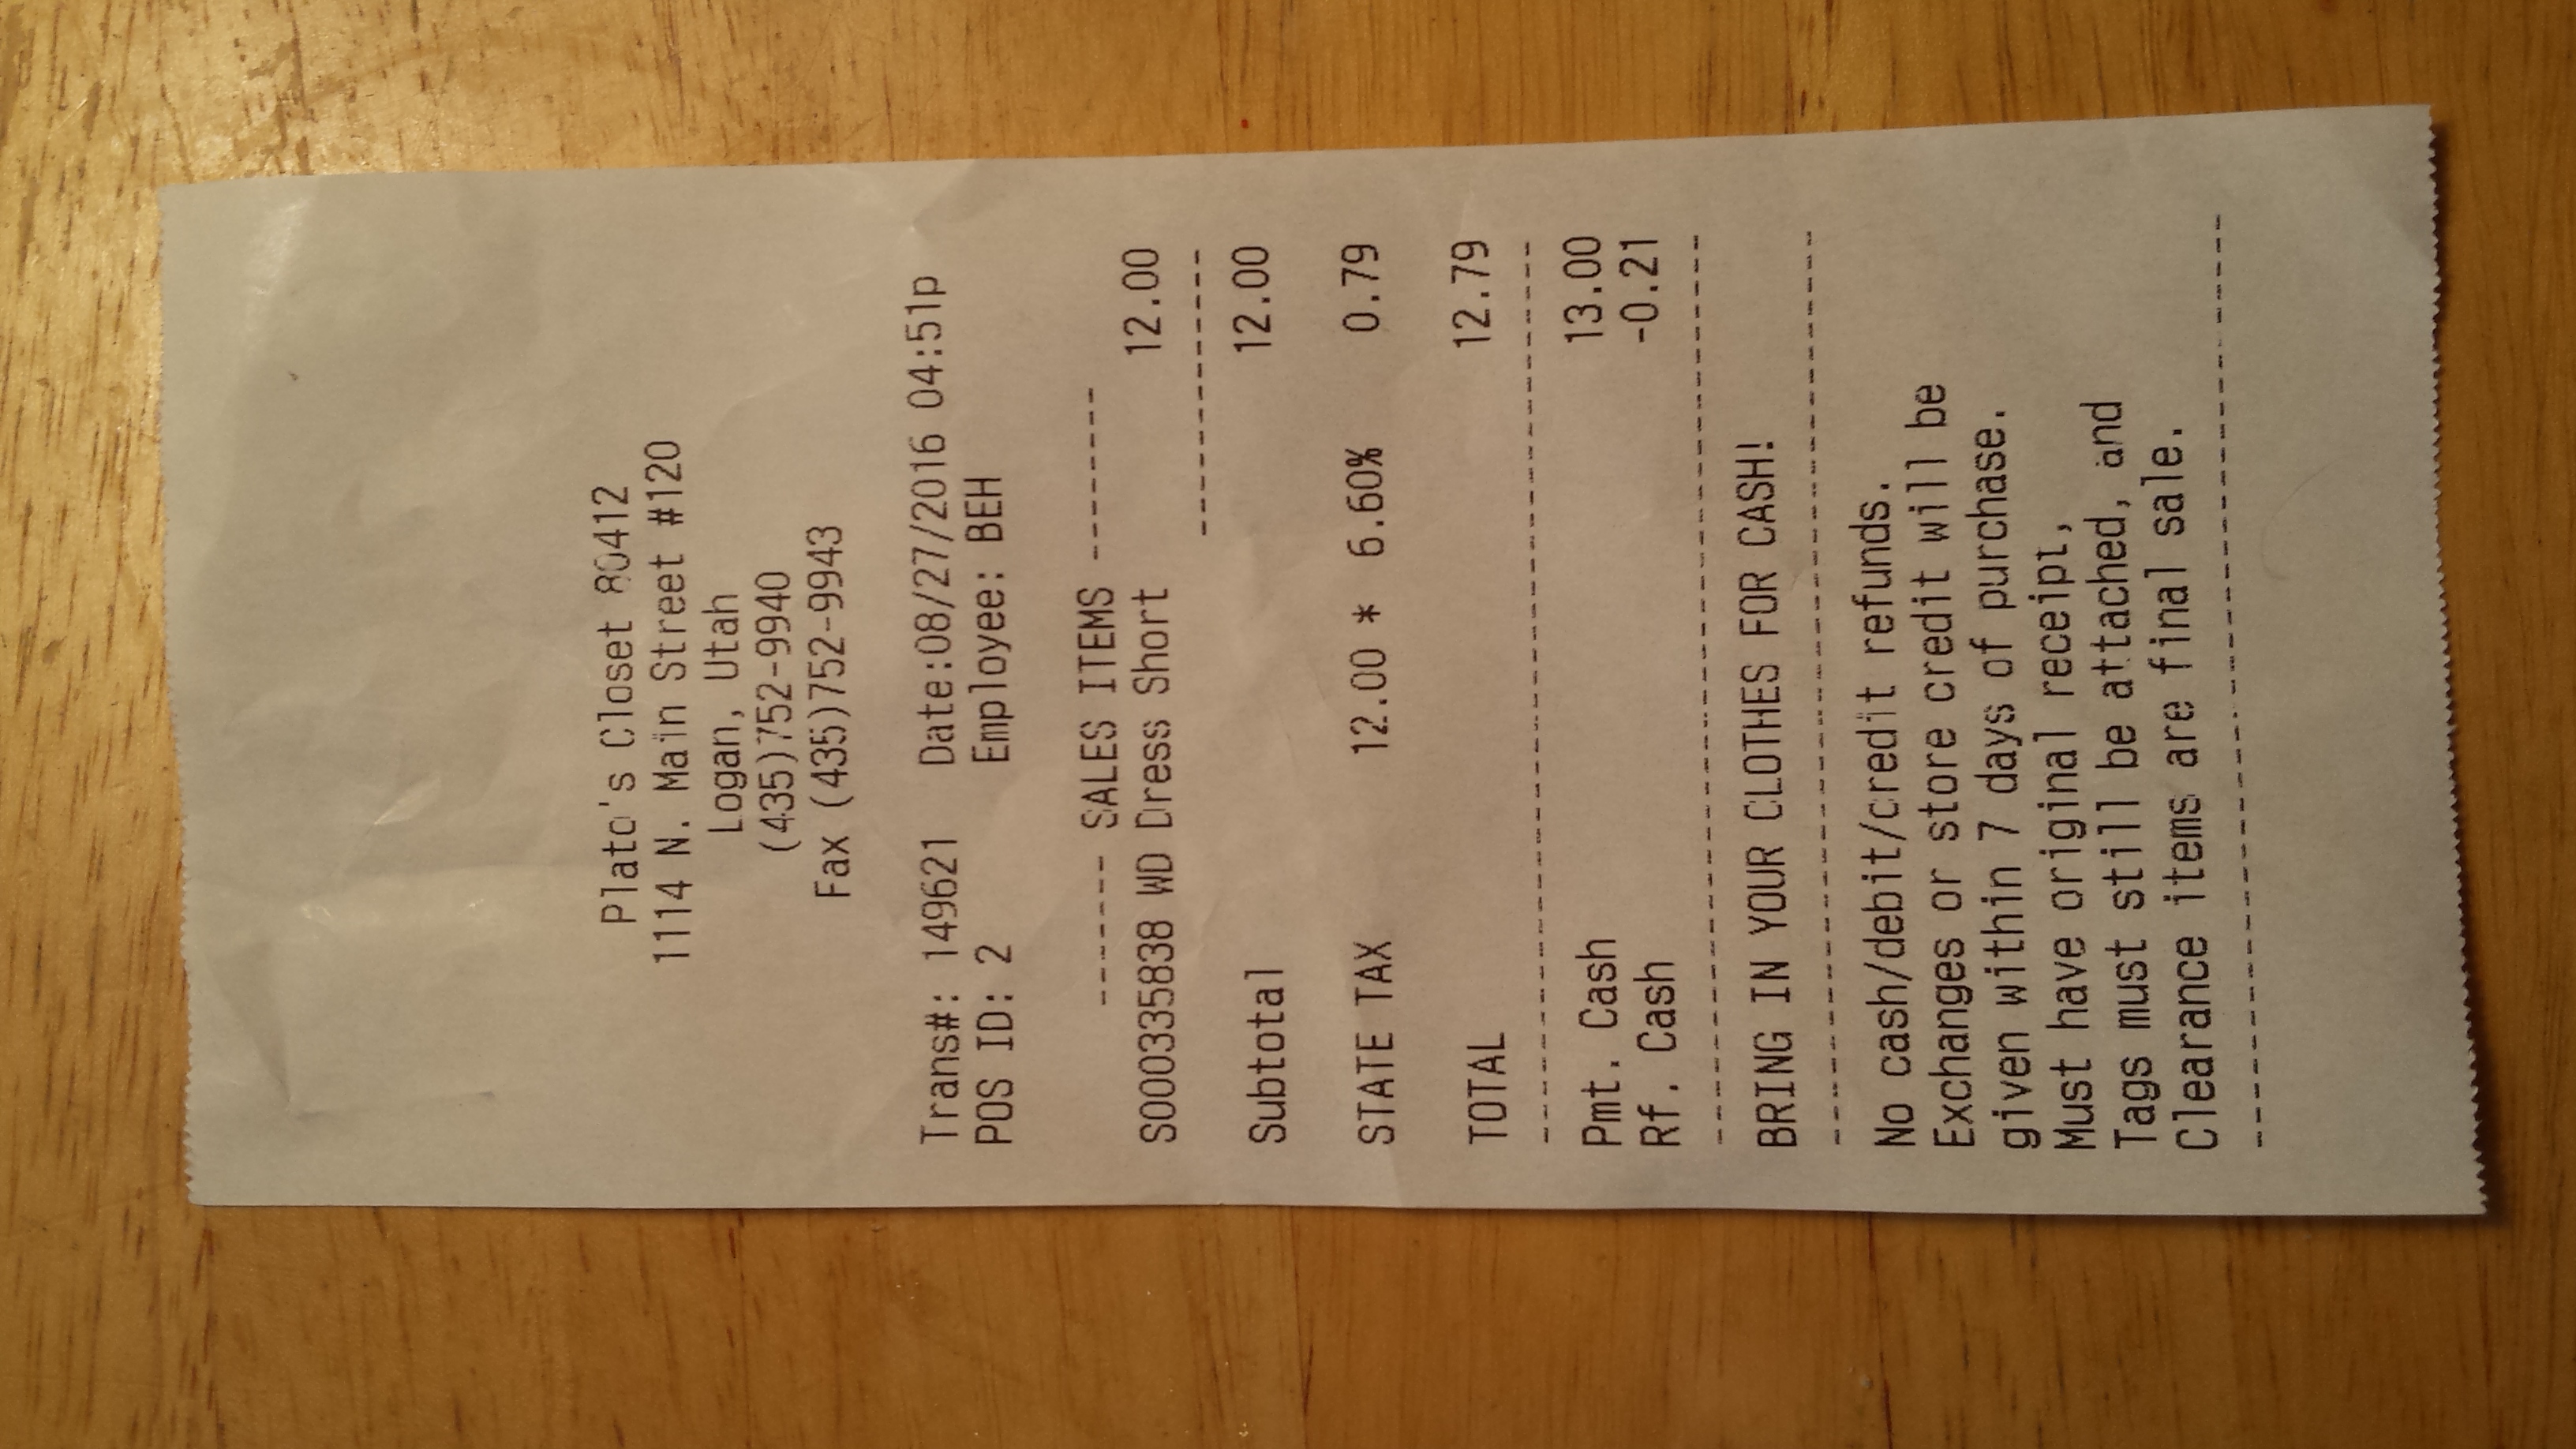 Plato's Closet 80412
1114 N. Main Street #120
Logan, Utah
(435)752-9940
Fax (435)752-9943
Trans#: 149621 Date:08/27/2016 04:51p
POS ID: 2 Employee: BEH
------- SALES ITEMS --------
S000335838 WD Dress Short 12.00
-------------
Subtotal 12.00
STATE TAX 12.00 * 6.60% 0.79
TOTAL 12.79
----------------------------------------
Pmt. Cash 13.00
Rf. Cash -0.21
----------------------------------------
BRING IN YOUR CLOTHES FOR CASH!
----------------------------------------
No cash/debit/credit refunds.
Exchanges or store credit will be
given within 7 days of purchase.
Must have original receipt,
Tags must still be attached, and
Clearance items are final sale.
----------------------------------------